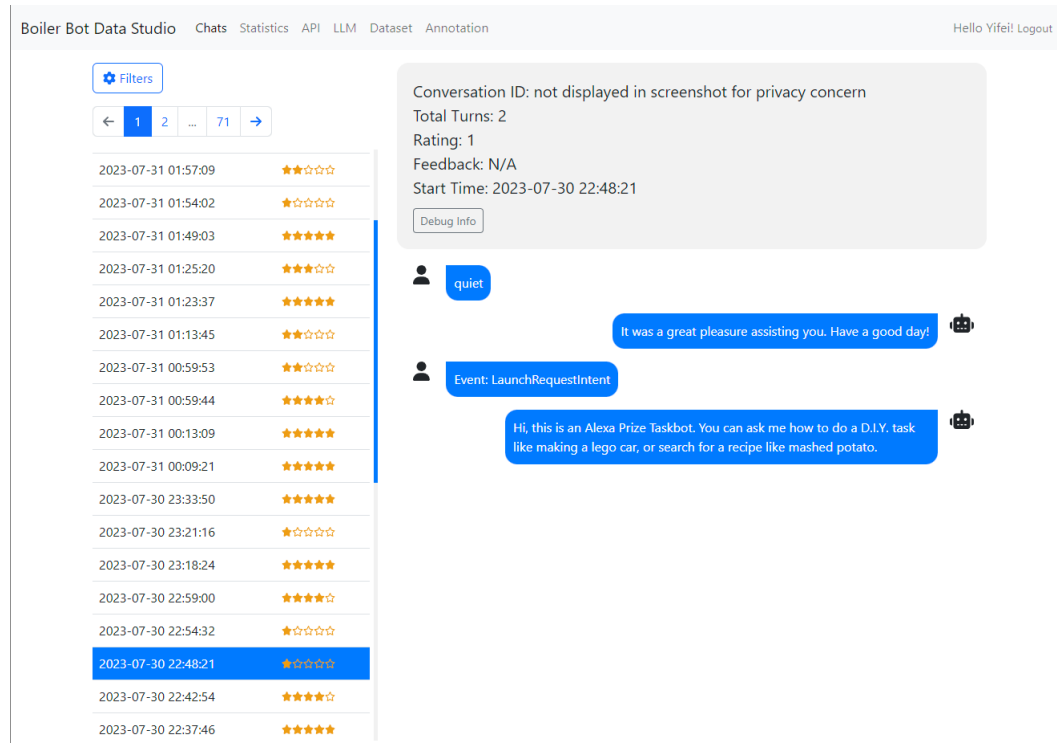 Boiler Bot Data Studio Chats Statistics API LLM Dataset Annotation Hello Yifei! Logout
Filters
← 1 2 ... 71 →
2023-07-31 01:57:09
2023-07-31 01:54:02
2023-07-31 01:49:03
2023-07-31 01:25:20
2023-07-31 01:23:37
2023-07-31 01:13:45
2023-07-31 00:59:53
2023-07-31 00:59:44
2023-07-31 00:13:09
2023-07-31 00:09:21
2023-07-30 23:33:50
2023-07-30 23:21:16
2023-07-30 23:18:24
2023-07-30 22:59:00
2023-07-30 22:54:32
2023-07-30 22:48:21
2023-07-30 22:42:54
2023-07-30 22:37:46
Conversation ID: not displayed in screenshot for privacy concern
Total Turns: 2
Rating: 1
Feedback: N/A
Start Time: 2023-07-30 22:48:21
Debug Info
quiet
It was a great pleasure assisting you. Have a good day!
Event: LaunchRequestIntent
Hi, this is an Alexa Prize Taskbot. You can ask me how to do a D.I.Y. task
like making a lego car, or search for a recipe like mashed potato.